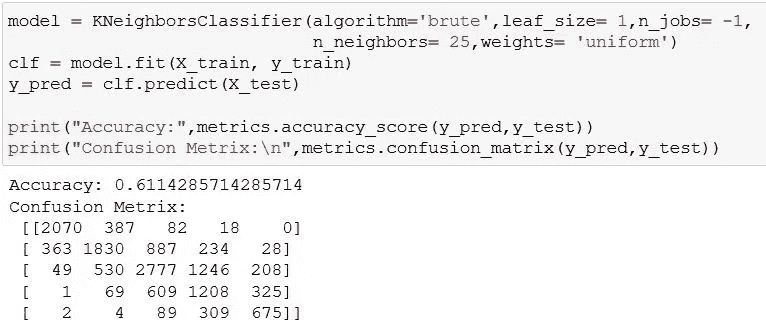 model = KNeighborsClassifier(algorithm='brute',leaf_size= 1,n_jobs= -1,
n_neighbors= 25,weights= 'uniform')
clf = model.fit(X_train, y_train)
y_pred = clf.predict(X_test)
print("Accuracy:",metrics.accuracy_score(y_pred,y_test))
print("Confusion Metrix:\n",metrics.confusion_matrix(y_pred,y_test))
Accuracy: 0.6114285714285714
Confusion Metrix:
[[2070 387 82 18 0]
[ 363 1830 887 234 28]
[ 49 530 2777 1246 208]
[ 1 69 609 1208 325]
[ 2 4 89 309 675]]